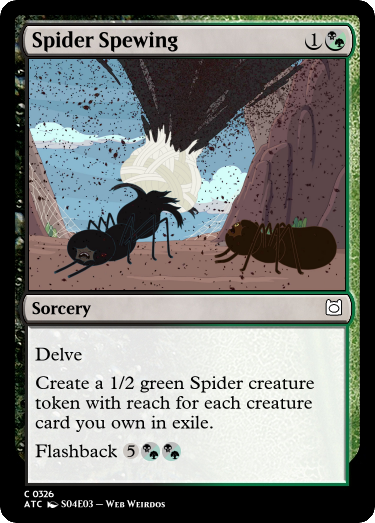 Spider Spewing 1
Sorcery
Delve
Create a 1/2 green Spider creature
token with reach for each creature
card you own in exile.
Flashback 5
C 0326
ATC S04E03 — Web Weirdos